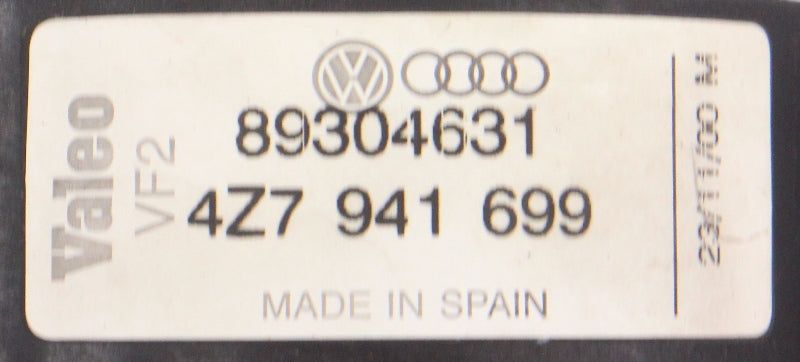 Valeo
VF2
89304631
4Z7 941 699
MADE IN SPAIN
23/11/00 M